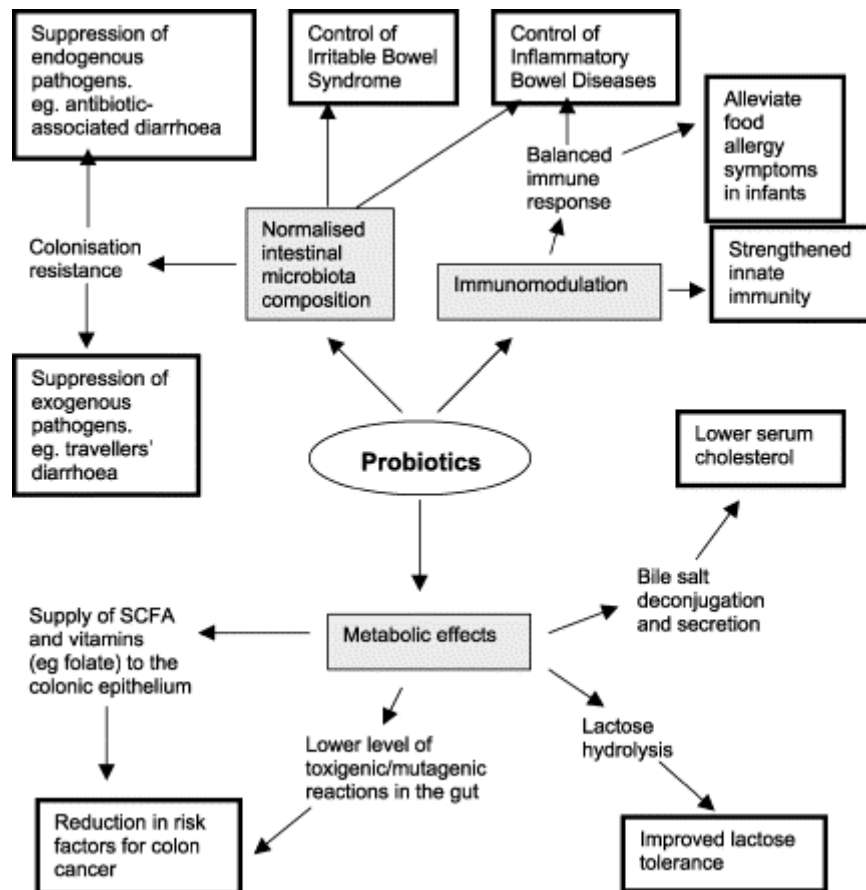 Suppression of
endogenous
pathogens.
eg. antibiotic-
associated diarrhoea
Control of
Irritable Bowel
Syndrome
Control of
Inflammatory
Bowel Diseases
Alleviate
food
allergy
symptoms
in infants
Balanced
immune
response
Colonisation
resistance
Normalised
intestinal
microbiota
composition
Immunomodulation
Strengthened
innate
immunity
Suppression of
exogenous
pathogens.
eg. travellers'
diarrhoea
Probiotics
Lower serum
cholesterol
Bile salt
deconjugation
and secretion
Supply of SCFA
and vitamins
(eg folate) to the
colonic epithelium
Metabolic effects
Lactose
hydrolysis
Lower level of
toxigenic/mutagenic
reactions in the gut
Reduction in risk
factors for colon
cancer
Improved lactose
tolerance